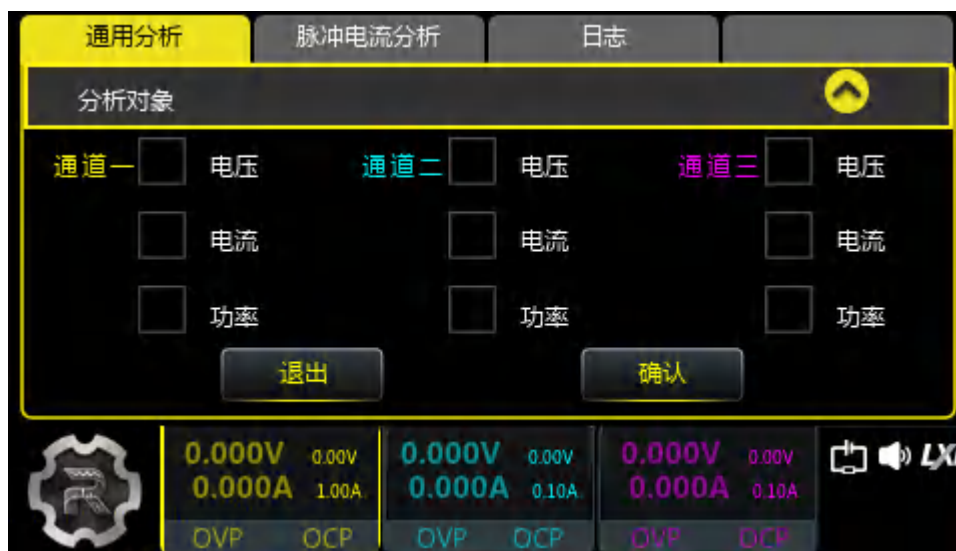 通用分析 脉冲电流分析 日志
分析对象
通道一 电压 通道二 电压 通道三 电压
电流 电流 电流
功率 功率 功率
退出 确认
0.000V 0.00V 0.000V 0.00V 0.000V 0.00V
0.000A 1.00A 0.000A 0.10A 0.000A 0.10A
OVP OCP OVP OCP OVP OCP
LXI